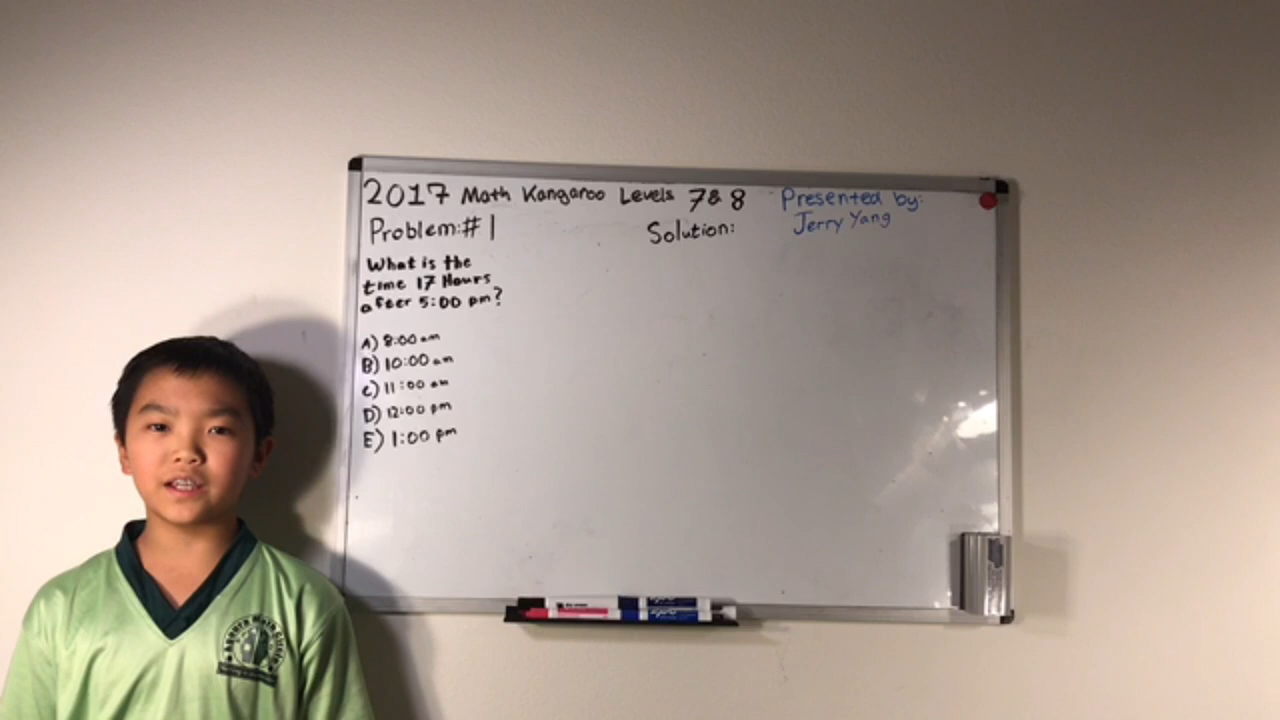 2017 Math Kangaroo Levels 7&8
Presented by:
Jerry Yang
Problem:#1
Solution:
What is the
time 17 Hours
after 5:00 pm?
A) 8:00 am
B) 10:00 am
C) 11:00 am
D) 12:00 pm
E) 1:00 pm